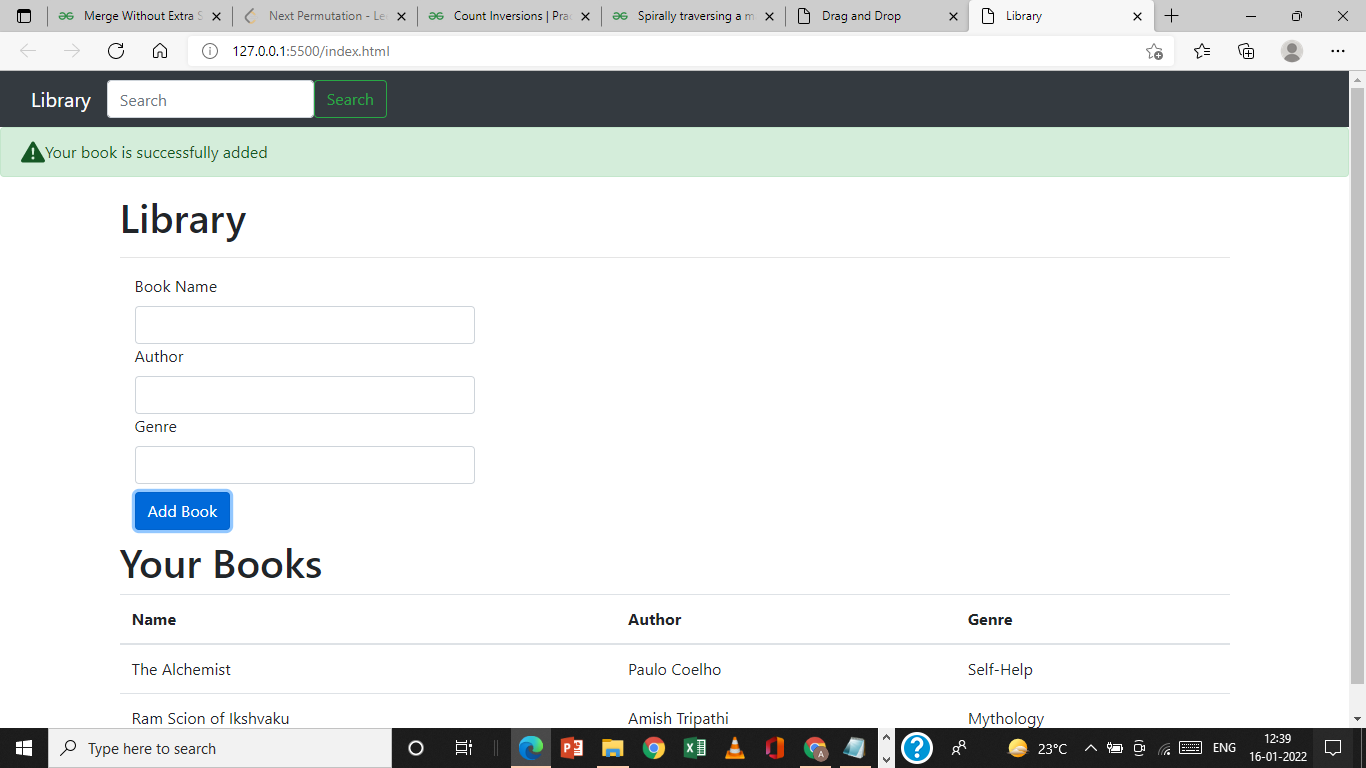 Merge Without Extra S
Next Permutation - Le
Count Inversions | Pra
Spirally traversing a m
Drag and Drop
Library
127.0.0.1:5500/index.html
Library
Search
Search
Your book is successfully added
Library
Book Name
Author
Genre
Add Book
Your Books
Name Author Genre
The Alchemist Paulo Coelho Self-Help
Ram Scion of Ikshvaku Amish Tripathi Mythology
Type here to search
23°C
ENG
12:39
16-01-2022